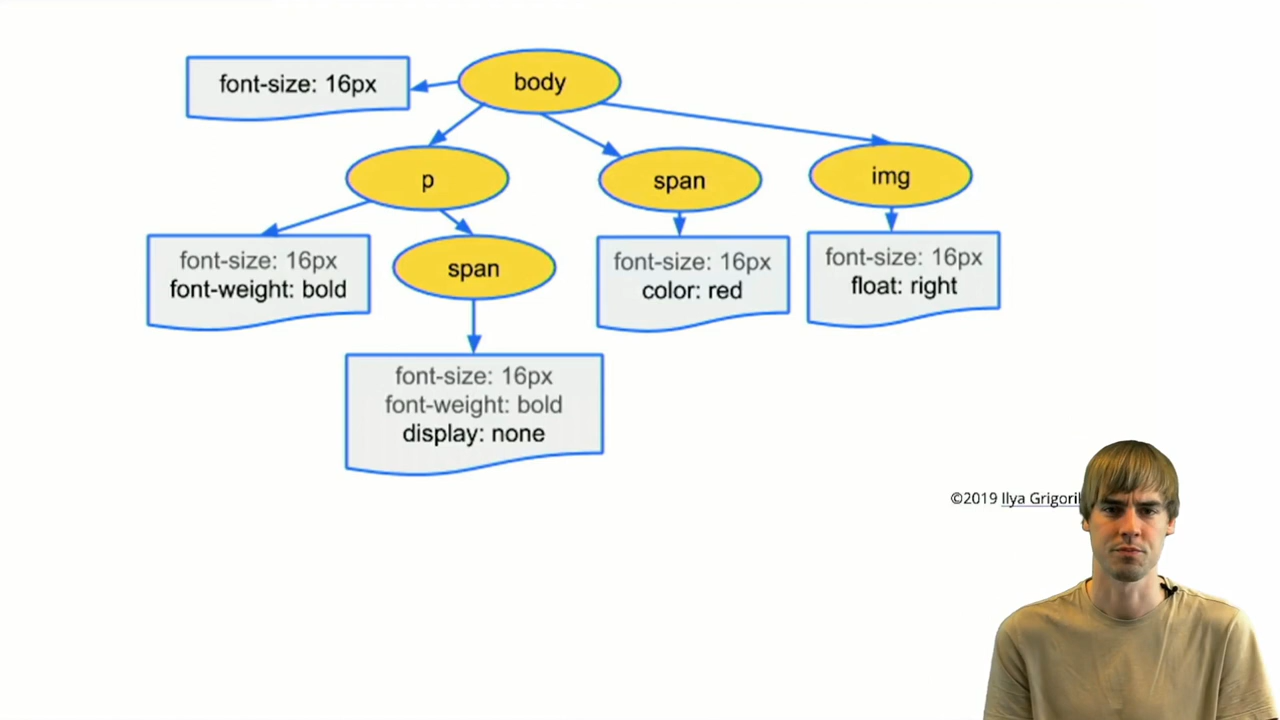 font-size: 16px
body
p
span
img
font-size: 16px
font-weight: bold
span
font-size: 16px
color: red
font-size: 16px
float: right
font-size: 16px
font-weight: bold
display: none
©2019 Ilya